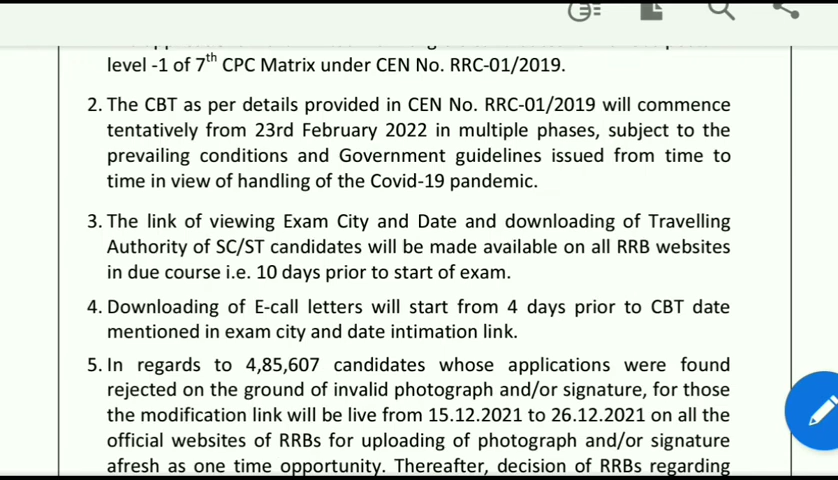 level -1 of 7th CPC Matrix under CEN No. RRC-01/2019.
2. The CBT as per details provided in CEN No. RRC-01/2019 will commence
tentatively from 23rd February 2022 in multiple phases, subject to the
prevailing conditions and Government guidelines issued from time to
time in view of handling of the Covid-19 pandemic.
3. The link of viewing Exam City and Date and downloading of Travelling
Authority of SC/ST candidates will be made available on all RRB websites
in due course i.e. 10 days prior to start of exam.
4. Downloading of E-call letters will start from 4 days prior to CBT date
mentioned in exam city and date intimation link.
5. In regards to 4,85,607 candidates whose applications were found
rejected on the ground of invalid photograph and/or signature, for those
the modification link will be live from 15.12.2021 to 26.12.2021 on all the
official websites of RRBs for uploading of photograph and/or signature
afresh as one time opportunity. Thereafter, decision of RRBs regarding